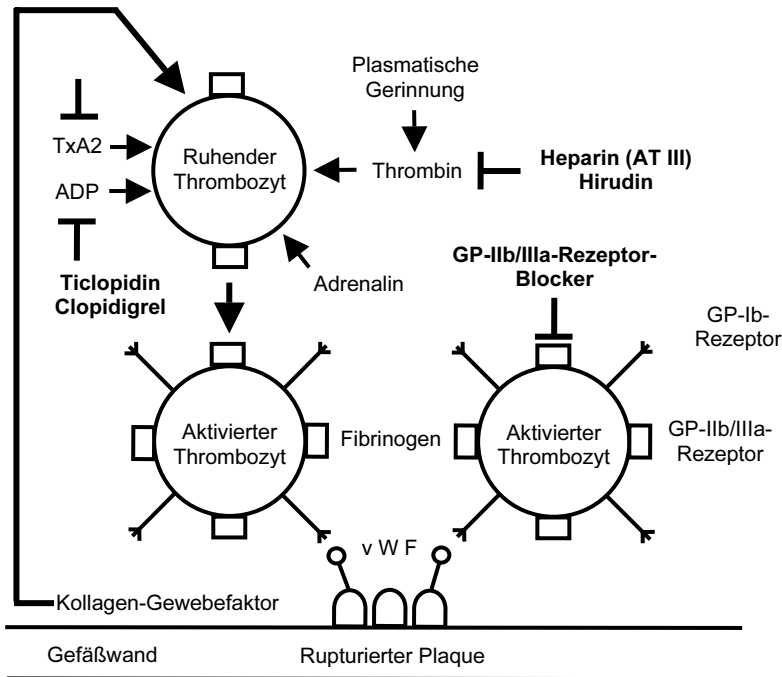 Plasmatische
Gerinnung
TxA2
Ruhender
Thrombozyt
Thrombin
Heparin (AT III)
Hirudin
ADP
Ticlopidin
Clopidigrel
Adrenalin
GP-IIb/IIIa-Rezeptor-
Blocker
GP-Ib-
Rezeptor
Aktivierter
Thrombozyt
Fibrinogen
Aktivierter
Thrombozyt
GP-IIb/IIIa-
Rezeptor
v W F
Kollagen-Gewebefaktor
Gefäßwand
Rupturierter Plaque